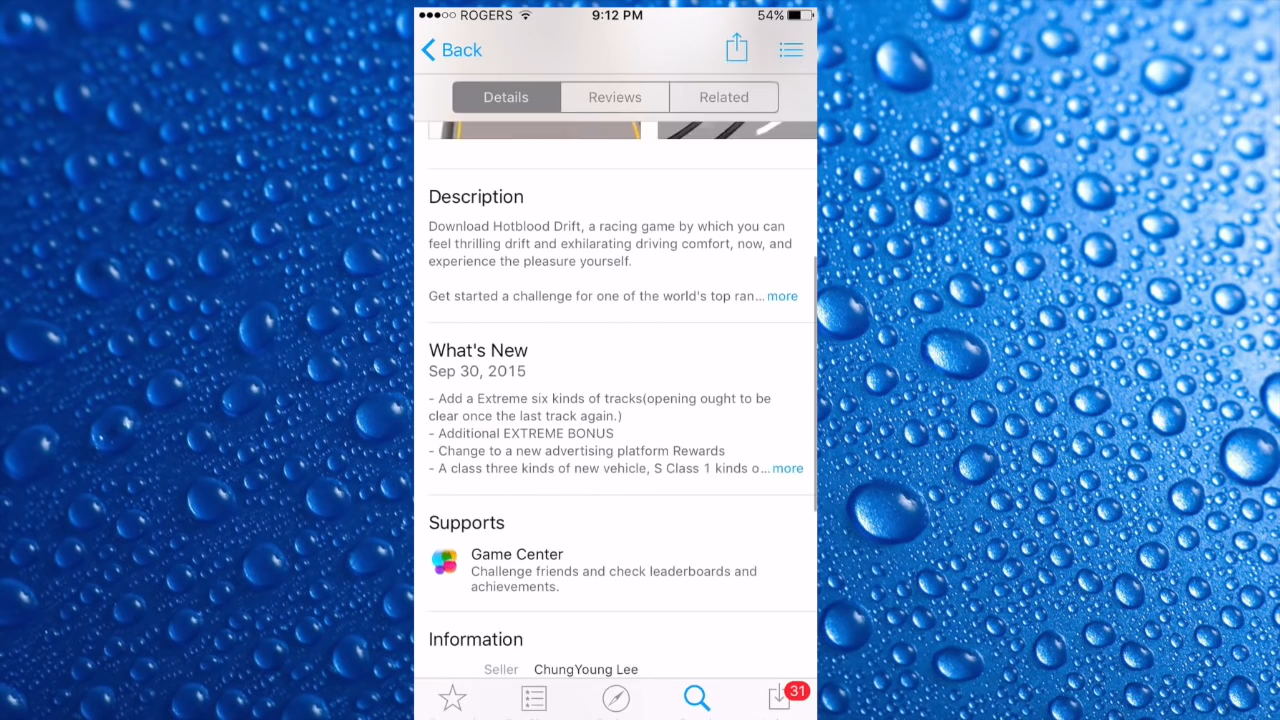 ROGERS 9:12 PM 54%
Back
Details Reviews Related
Description
Download Hotblood Drift, a racing game by which you can
feel thrilling drift and exhilarating driving comfort, now, and
experience the pleasure yourself.
Get started a challenge for one of the world's top ran... more
What's New
Sep 30, 2015
- Add a Extreme six kinds of tracks(opening ought to be
clear once the last track again.)
- Additional EXTREME BONUS
- Change to a new advertising platform Rewards
- A class three kinds of new vehicle, S Class 1 kinds o... more
Supports
Game Center
Challenge friends and check leaderboards and
achievements.
Information
Seller ChungYoung Lee
31